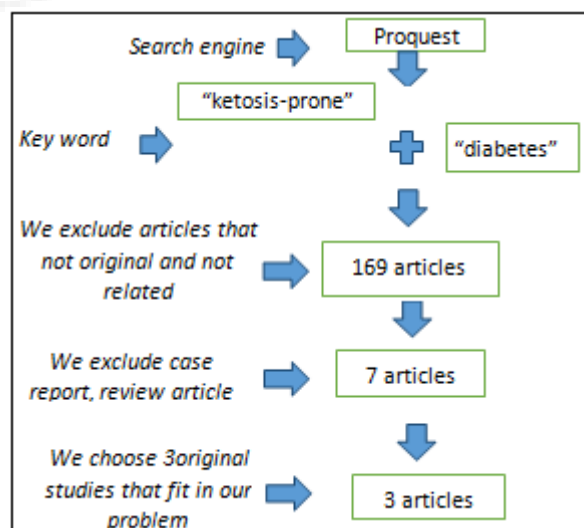 Search engine
Proquest
"ketosis-prone"
Key word
"diabetes"
We exclude articles that
not original and not
related
169 articles
We exclude case
report, review article
7 articles
We choose 3original
studies that fit in our
problem
3 articles